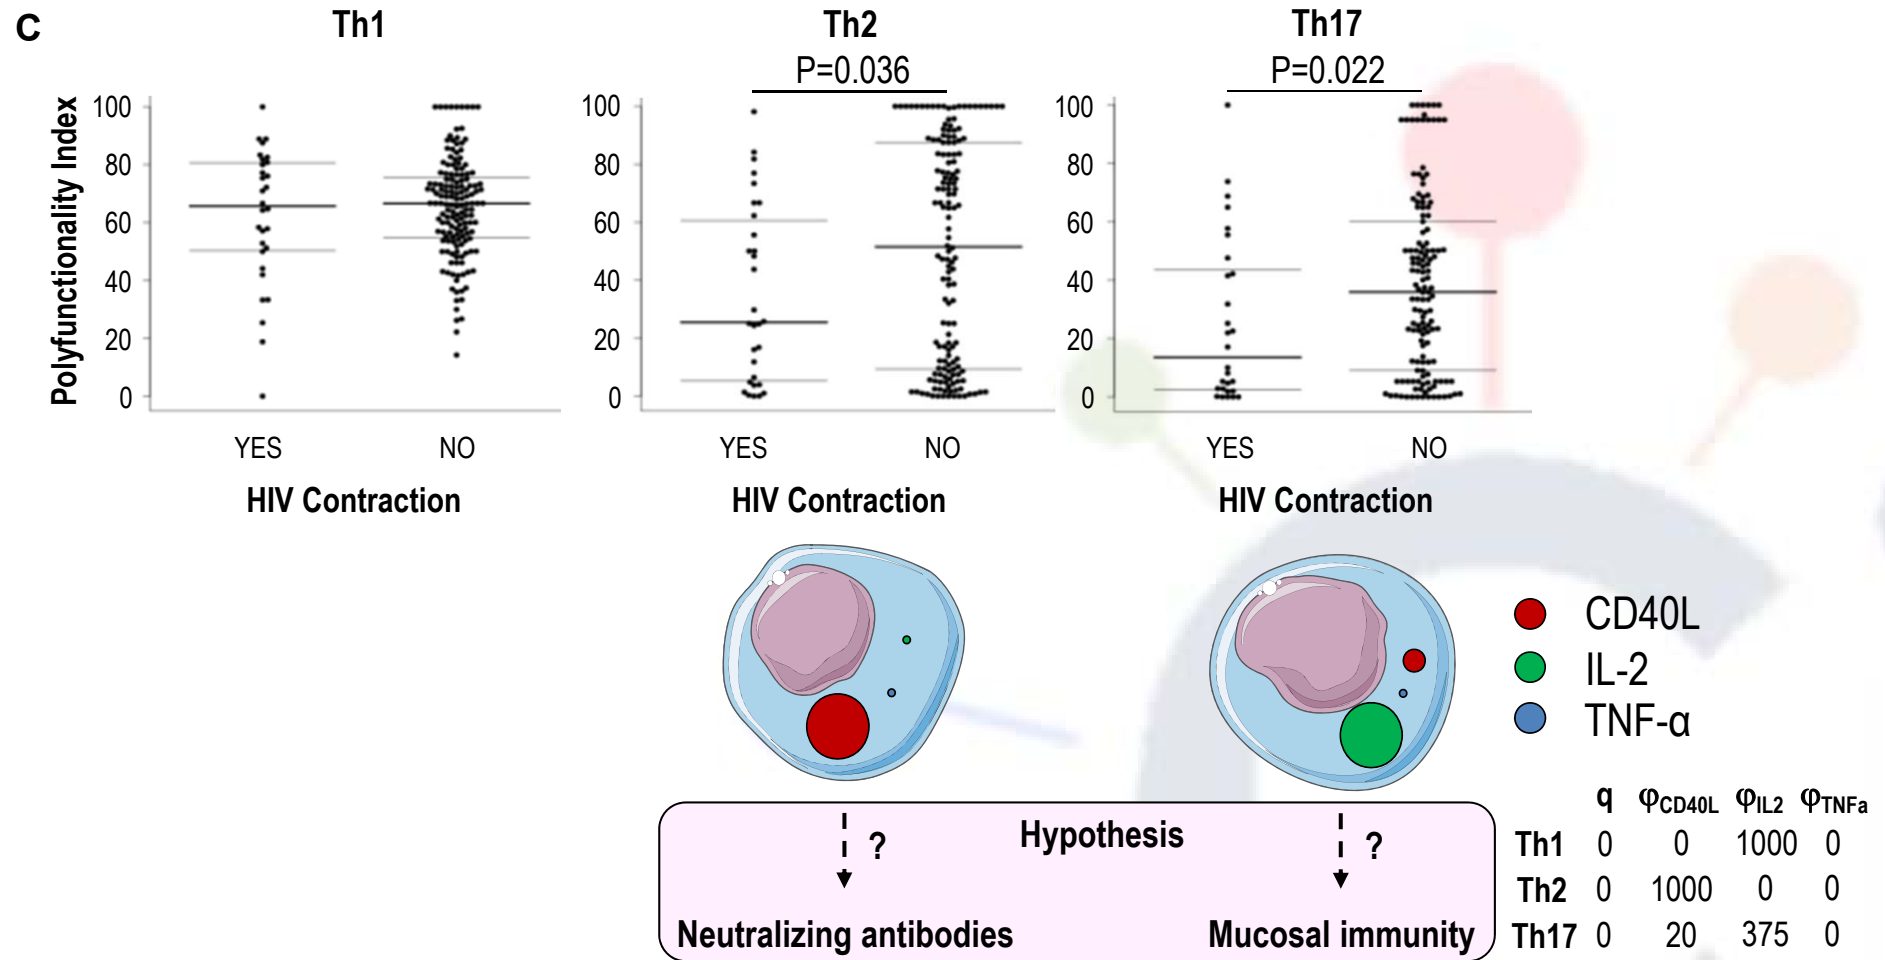 C
Th1
Th2
Th17
P=0.036
P=0.022
Polyfunctionality Index
100
80
60
40
20
0
100
80
60
40
20
0
100
80
60
40
20
0
YES NO
YES NO
YES NO
HIV Contraction
HIV Contraction
HIV Contraction
CD40L
IL-2
TNF-α
Hypothesis
? ?
Neutralizing antibodies
Mucosal immunity
q φCD40L φIL2 φTNFa
Th1 0 0 1000 0
Th2 0 1000 0 0
Th17 0 20 375 0